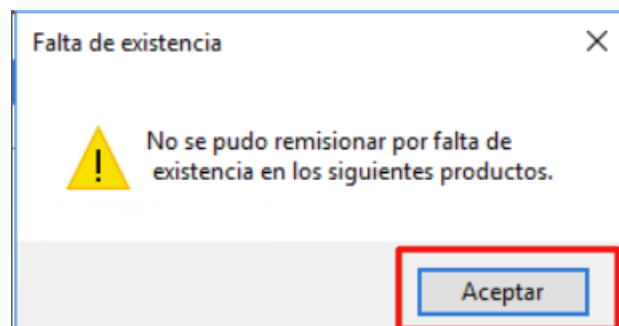 Falta de existencia
No se pudo remisionar por falta de
existencia en los siguientes productos.
Aceptar